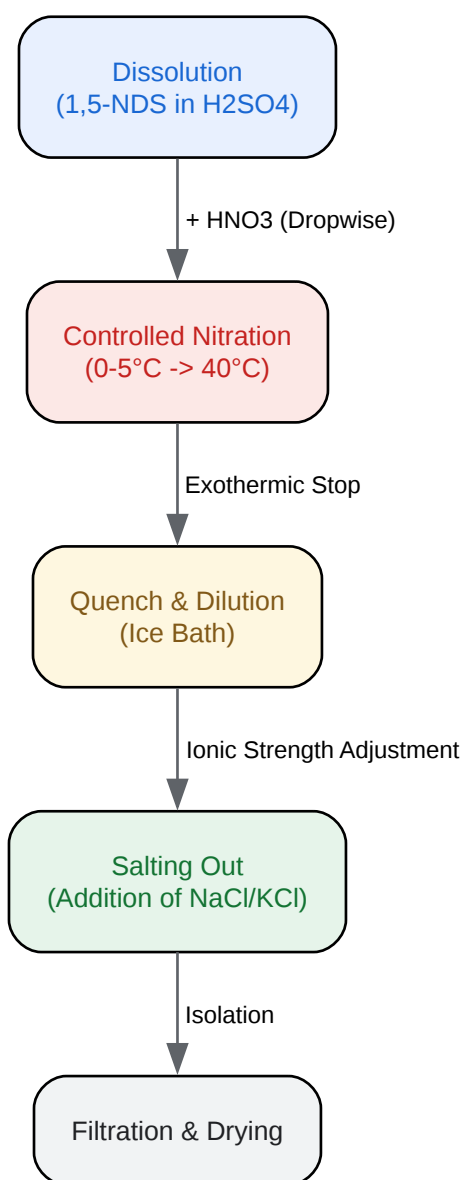 Dissolution
(1,5-NDS in H2SO4)
+ HNO3 (Dropwise)
Controlled Nitration
(0-5°C -> 40°C)
Exothermic Stop
Quench & Dilution
(Ice Bath)
Ionic Strength Adjustment
Salting Out
(Addition of NaCl/KCl)
Isolation
Filtration & Drying